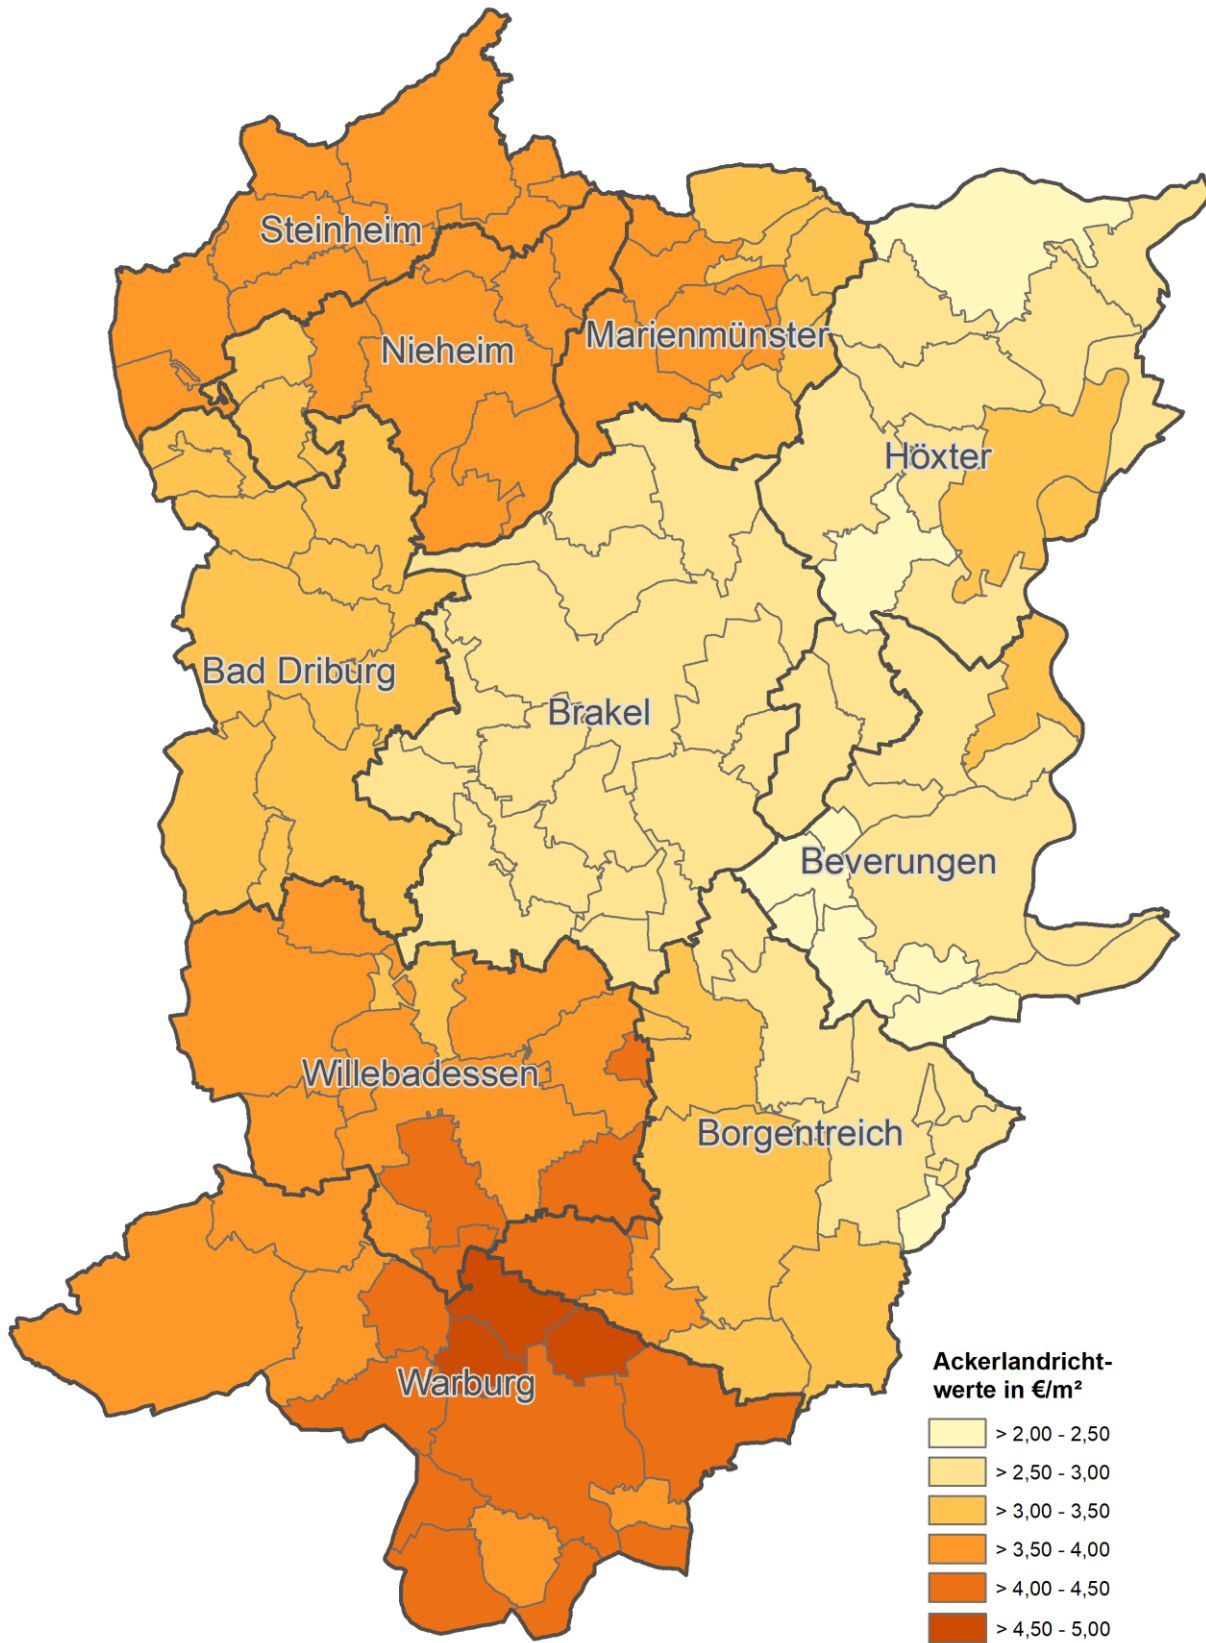 Steinheim
Nieheim
Marienmünster
Höxter
Bad Driburg
Brakel
Beverungen
Willebadessen
Borgentreich
Warburg
Ackerlandricht-
werte in €/m²
> 2,00 - 2,50
> 2,50 - 3,00
> 3,00 - 3,50
> 3,50 - 4,00
> 4,00 - 4,50
> 4,50 - 5,00